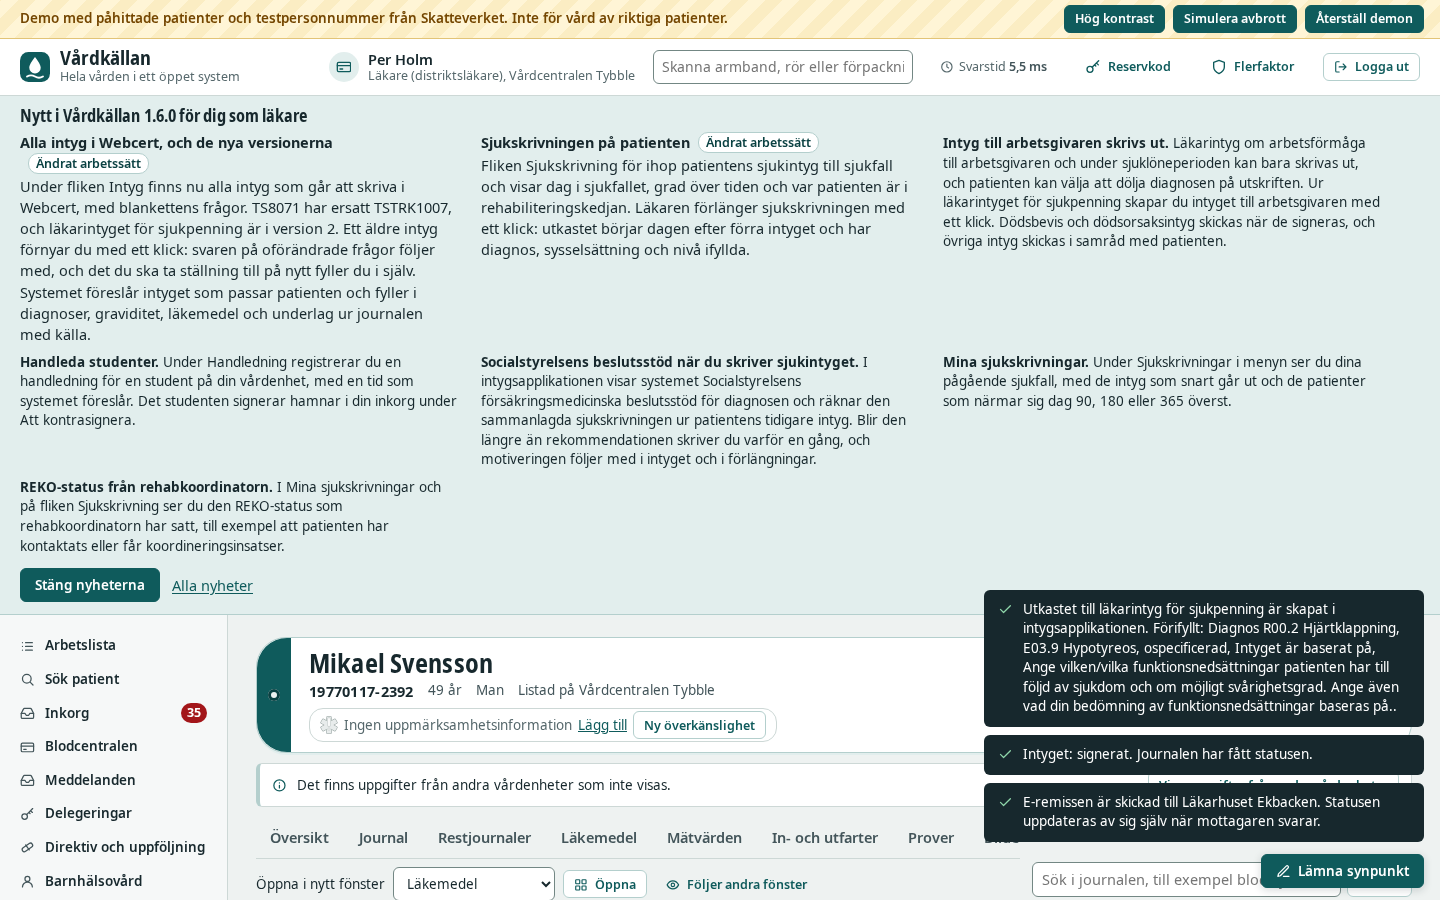 Demo med påhittade patienter och testpersonnummer från Skatteverket. Inte för vård av riktiga patienter.
Hög kontrast
Simulera avbrott
Återställ demon
Vårdkällan
Hela vården i ett öppet system
Per Holm
Läkare (distriktsläkare), Vårdcentralen Tybble
Skanna armband, rör eller förpackni
Svarstid 5,5 ms
Reservkod
Flerfaktor
Logga ut
Nytt i Vårdkällan 1.6.0 för dig som läkare
Alla intyg i Webcert, och de nya versionerna
Ändrat arbetssätt
Under fliken Intyg finns nu alla intyg som går att skriva i
Webcert, med blankettens frågor. TS8071 har ersatt TSTRK1007,
och läkarintyget för sjukpenning är i version 2. Ett äldre intyg
förnyar du med ett klick: svaren på oförändrade frågor följer
med, och det du ska ta ställning till på nytt fyller du i själv.
Systemet föreslår intyget som passar patienten och fyller i
diagnoser, graviditet, läkemedel och underlag ur journalen
med källa.
Sjukskrivningen på patienten Ändrat arbetssätt
Fliken Sjukskrivning för ihop patientens sjukintyg till sjukfall
och visar dag i sjukfallet, grad över tiden och var patienten är i
rehabiliteringskedjan. Läkaren förlänger sjukskrivningen med
ett klick: utkastet börjar dagen efter förra intyget och har
diagnos, sysselsättning och nivå ifyllda.
Intyg till arbetsgivaren skrivs ut. Läkarintyg om arbetsförmåga
till arbetsgivaren och under sjuklöneperioden kan bara skrivas ut,
och patienten kan välja att dölja diagnosen på utskriften. Ur
läkarintyget för sjukpenning skapar du intyget till arbetsgivaren med
ett klick. Dödsbevis och dödsorsaksintyg skickas när de signeras, och
övriga intyg skickas i samråd med patienten.
Handleda studenter. Under Handledning registrerar du en
handledning för en student på din vårdenhet, med en tid som
systemet föreslår. Det studenten signerar hamnar i din inkorg under
Att kontrasignera.
Socialstyrelsens beslutsstöd när du skriver sjukintyget. I
intygsapplikationen visar systemet Socialstyrelsens
försäkringsmedicinska beslutsstöd för diagnosen och räknar den
sammanlagda sjukskrivningen ur patientens tidigare intyg. Blir den
längre än rekommendationen skriver du varför en gång, och
motiveringen följer med i intyget och i förlängningar.
Mina sjukskrivningar. Under Sjukskrivningar i menyn ser du dina
pågående sjukfall, med de intyg som snart går ut och de patienter
som närmar sig dag 90, 180 eller 365 överst.
REKO-status från rehabkoordinatorn. I Mina sjukskrivningar och
på fliken Sjukskrivning ser du den REKO-status som
rehabkoordinatorn har satt, till exempel att patienten har
kontaktats eller får koordineringsinsatser.
Stäng nyheterna
Alla nyheter
Arbetslista
Sök patient
Inkorg 35
Blodcentralen
Meddelanden
Delegeringar
Direktiv och uppföljning
Barnhälsovård
Mikael Svensson
19770117-2392 49 år Man Listad på Vårdcentralen Tybble
Ingen uppmärksamhetsinformation Lägg till Ny överkänslighet
Det finns uppgifter från andra vårdenheter som inte visas.
Översikt Journal Restjournaler Läkemedel Mätvärden In- och utfarter Prover
Öppna i nytt fönster Läkemedel Öppna Följer andra fönster
Utkastet till läkarintyg för sjukpenning är skapat i
intygsapplikationen. Förifyllt: Diagnos R00.2 Hjärtklappning,
E03.9 Hypotyreos, ospecificerad, Intyget är baserat på,
Ange vilken/vilka funktionsnedsättningar patienten har till
följd av sjukdom och om möjligt svårighetsgrad. Ange även
vad din bedömning av funktionsnedsättningar baseras på..
Intyget: signerat. Journalen har fått statusen.
E-remissen är skickad till Läkarhuset Ekbacken. Statusen
uppdateras av sig själv när mottagaren svarar.
Sök i journalen, till exempel
Lämna synpunkt